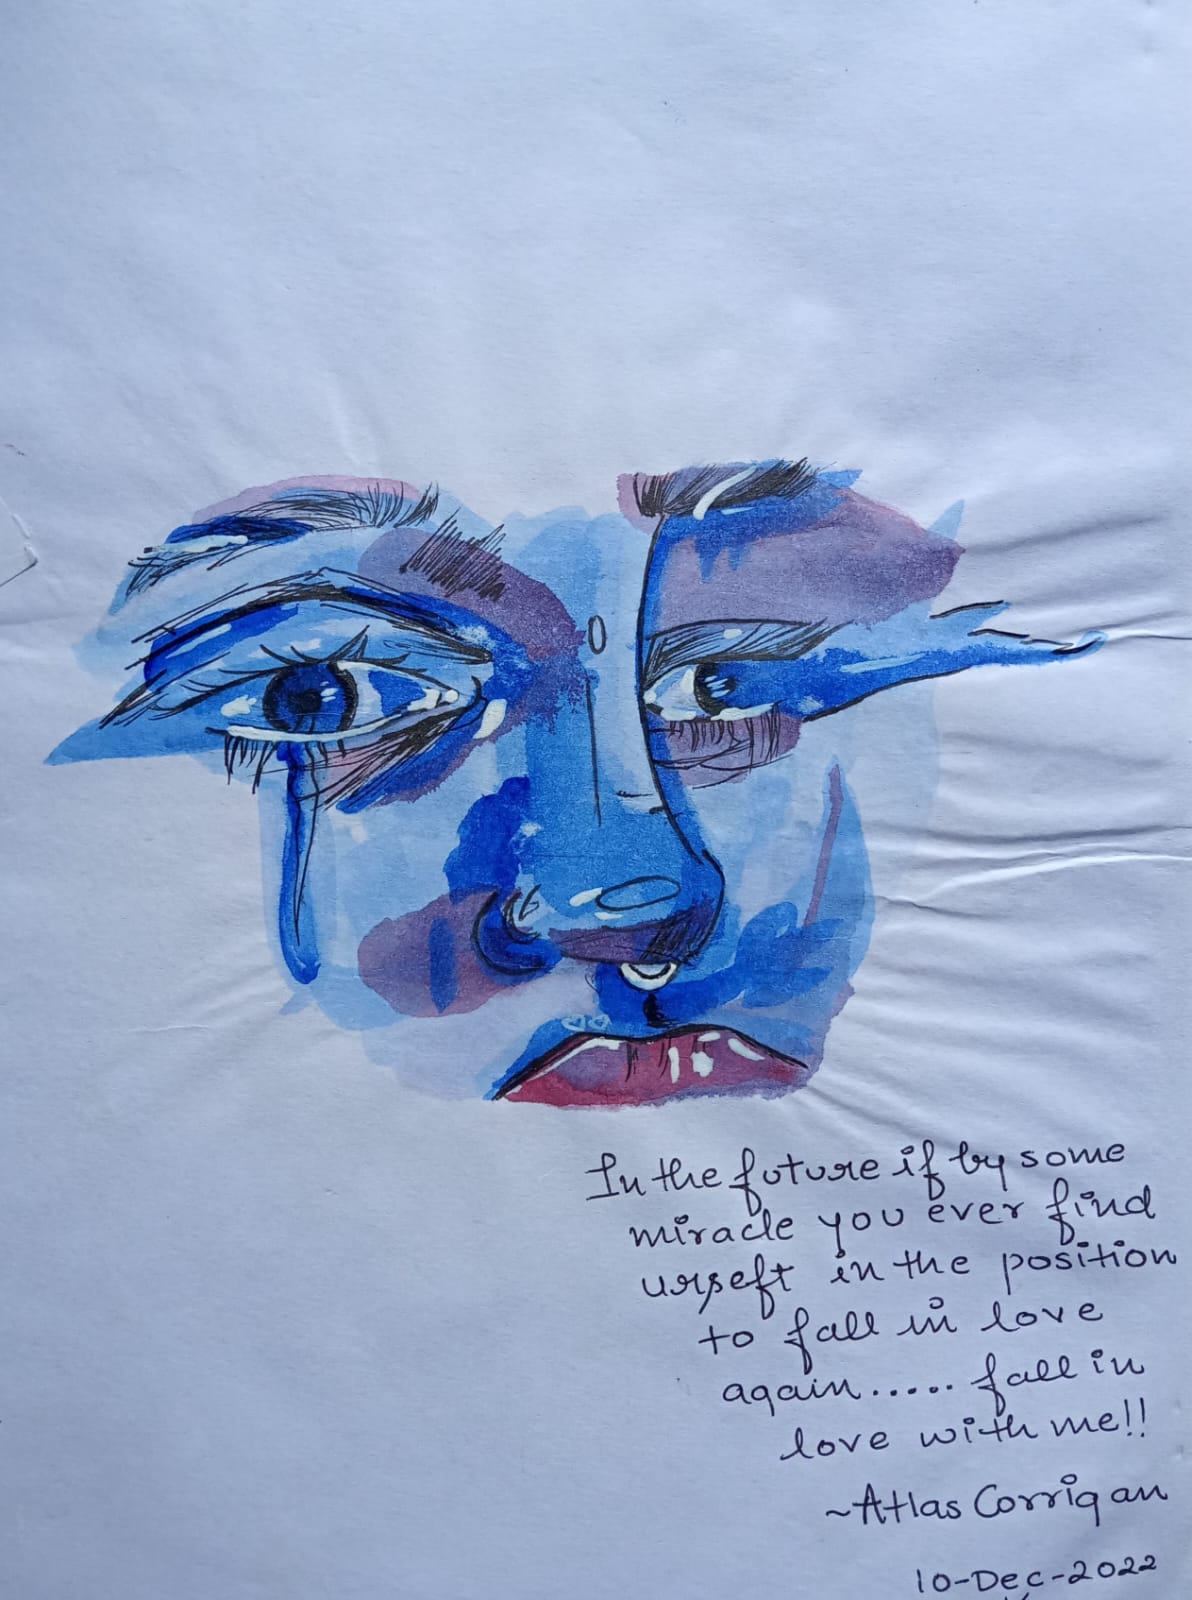 In the future if by some
miracle you ever find
urself in the position
to fall in love
again..... fall in
love with me!!
~Atlas Corrigan
10-Dec-2022